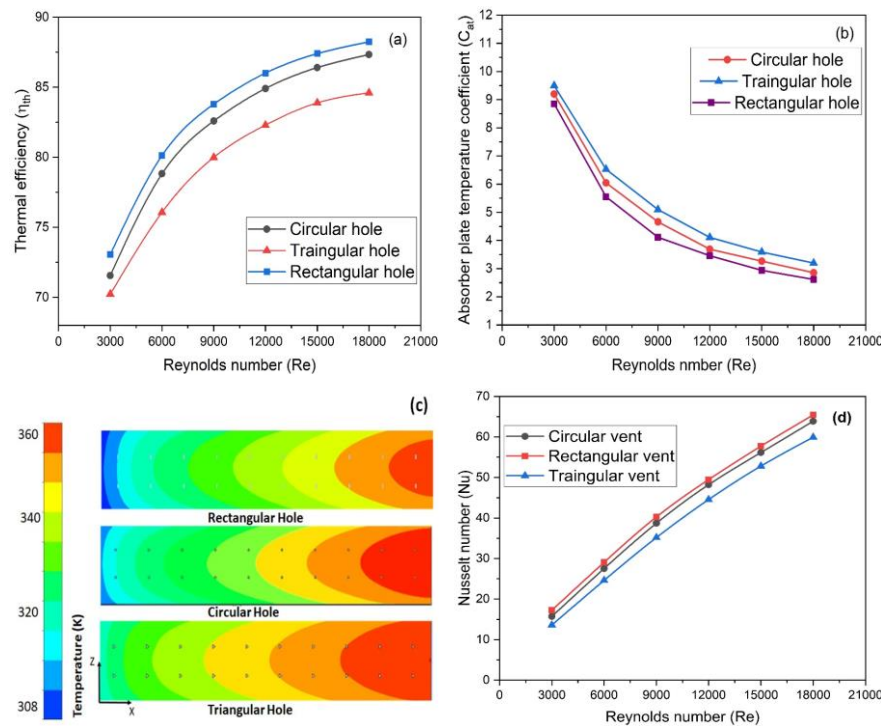 (a)
Thermal efficiency (ηth)
90
85
80
75
70
Circular hole
Traingular hole
Rectangular hole
0 3000 6000 9000 12000 15000 18000 21000
Reynolds number (Re)
(b)
Absorber plate temperature coefficient (Cat)
12
11
10
9
8
7
6
5
4
3
2
1
Circular hole
Traingular hole
Rectangular hole
0 3000 6000 9000 12000 15000 18000 21000
Reynolds nmber (Re)
(c)
360
340
320
308
Temperature (K)
Rectangular Hole
Circular Hole
Triangular Hole
Z
X
(d)
Nusselt number (Nu)
70
60
50
40
30
20
10
0
Circular vent
Rectangular vent
Traingular vent
0 3000 6000 9000 12000 15000 18000 21000
Reynolds number (Re)